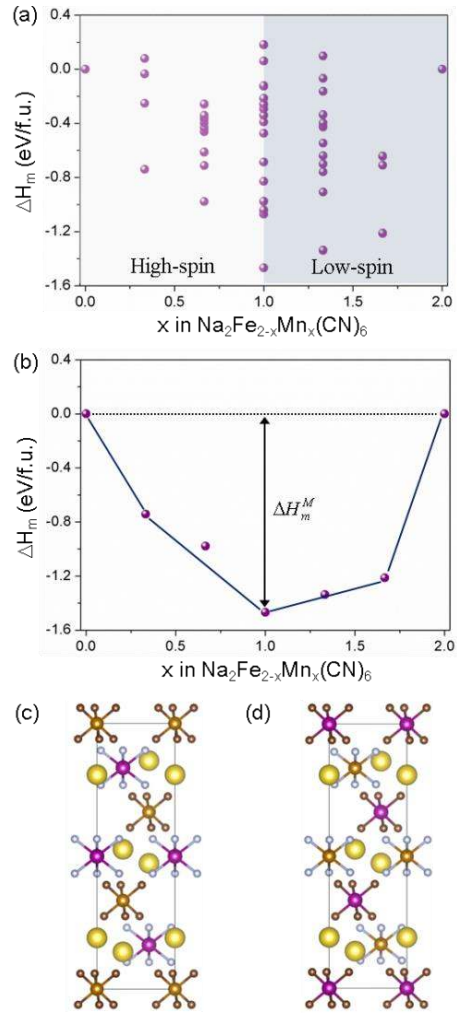 (a)
0.4
0.0
-0.4
-0.8
-1.2
-1.6
ΔHm (eV/f.u.)
High-spin
Low-spin
0.0 0.5 1.0 1.5 2.0
x in Na2Fe2-xMnx(CN)6
(b)
0.4
0.0
-0.4
-0.8
-1.2
-1.6
ΔHm (eV/f.u.)
ΔHmM
0.0 0.5 1.0 1.5 2.0
x in Na2Fe2-xMnx(CN)6
(c)
(d)